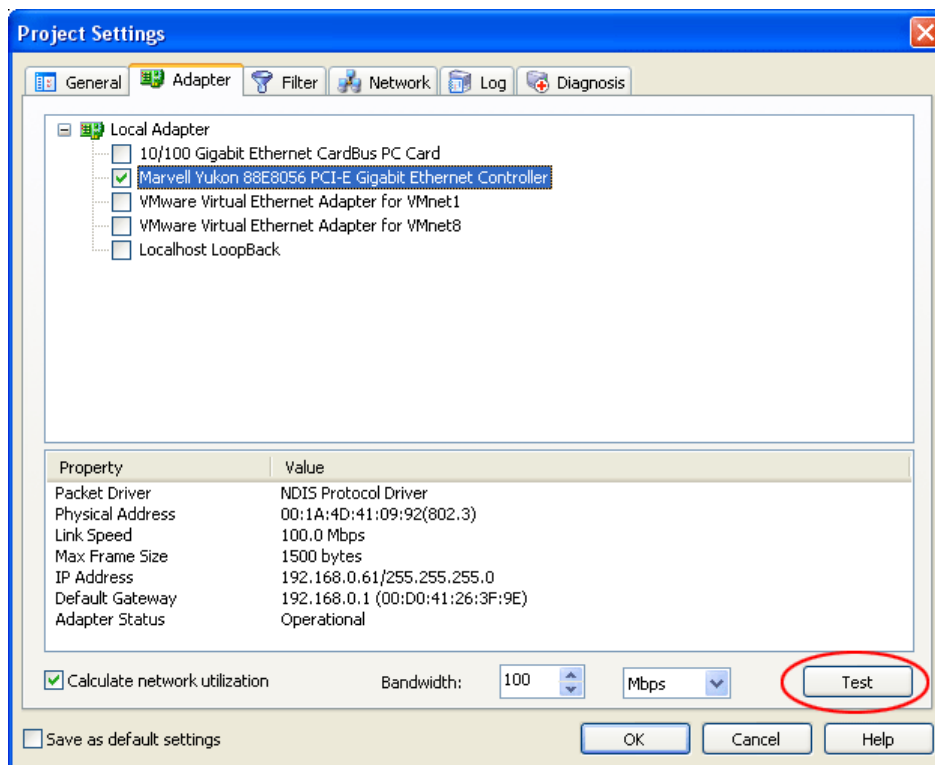 Project Settings
General Adapter Filter Network Log Diagnosis
Local Adapter
10/100 Gigabit Ethernet CardBus PC Card
Marvell Yukon 88E8056 PCI-E Gigabit Ethernet Controller
VMware Virtual Ethernet Adapter for VMnet1
VMware Virtual Ethernet Adapter for VMnet8
Localhost LoopBack
Property Value
Packet Driver NDIS Protocol Driver
Physical Address 00:1A:4D:41:09:92(802.3)
Link Speed 100.0 Mbps
Max Frame Size 1500 bytes
IP Address 192.168.0.61/255.255.255.0
Default Gateway 192.168.0.1 (00:D0:41:26:3F:9E)
Adapter Status Operational
Calculate network utilization Bandwidth: 100 Mbps Test
Save as default settings OK Cancel Help